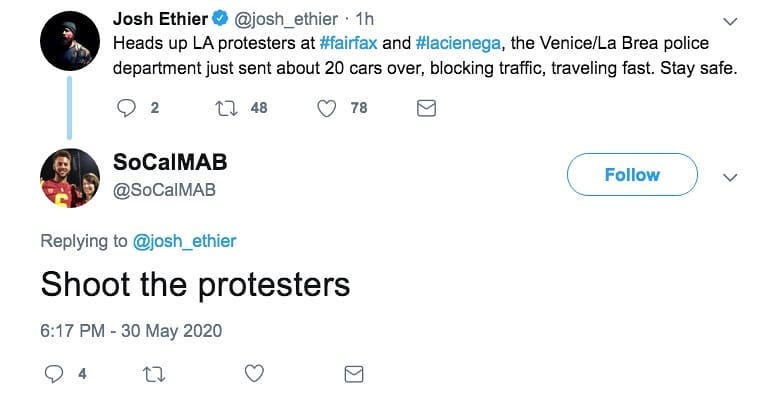 Josh Ethier @josh_ethier · 1h
Heads up LA protesters at #fairfax and #lacienega, the Venice/La Brea police
department just sent about 20 cars over, blocking traffic, traveling fast. Stay safe.
2 48 78
SoCalMAB
@SoCalMAB
Follow
Replying to @josh_ethier
Shoot the protesters
6:17 PM - 30 May 2020
4